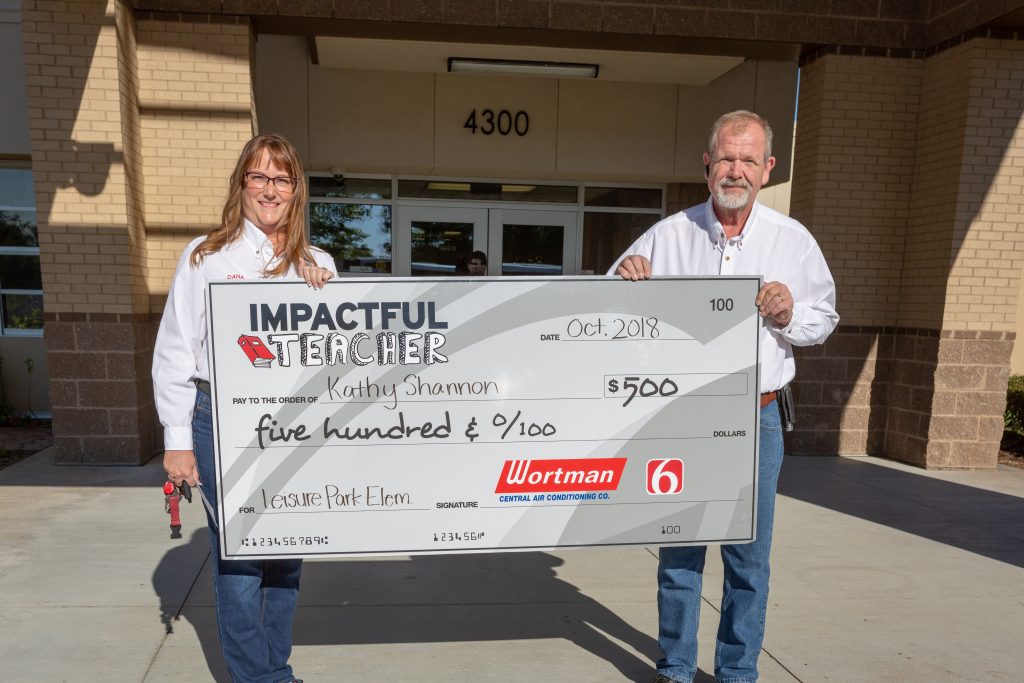 4300
DANA
IMPACTFUL
TEACHER
100
DATE Oct. 2018
PAY TO THE ORDER OF Kathy Shannon $500
five hundred & 0/100 DOLLARS
FOR Leisure Park Elem. SIGNATURE Wortman 6
CENTRAL AIR CONDITIONING CO.
⑆123456789⑆ 123456⑈ 100